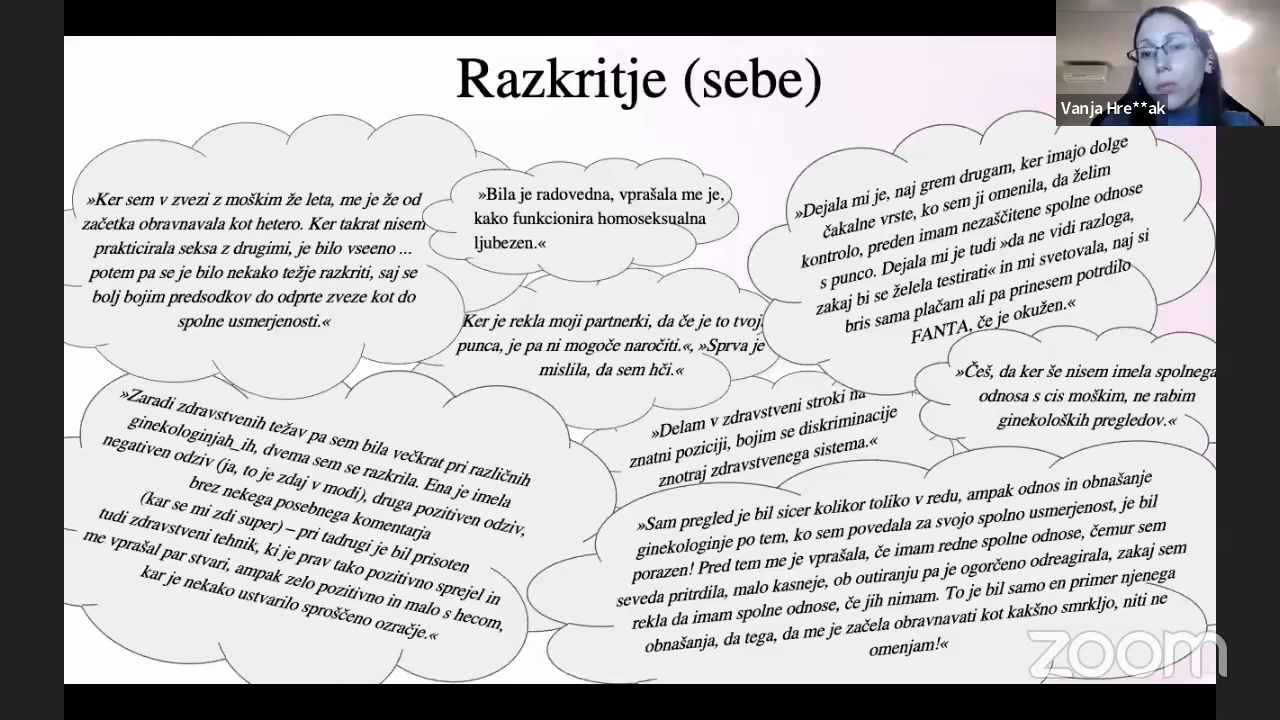 Razkritje (sebe)
»Ker sem v zvezi z moškim že leta, me je že od
začetka obravnavala kot hetero. Ker takrat nisem
prakticirala seksa z drugimi, je bilo vseeno ...
potem pa se je bilo nekako težje razkriti, saj se
bolj bojim predsodkov do odprte zveze kot do
spolne usmerjenosti.«
»Bila je radovedna, vprašala me je,
kako funkcionira homoseksualna
ljubezen.«
»Dejala mi je, naj grem drugam, ker imajo dolge
čakalne vrste, ko sem ji omenila, da želim
kontrolo, preden imam nezaščitene spolne odnose
s punco. Dejala mi je tudi »da ne vidi razloga,
zakaj bi se želela testirati« in mi svetovala, naj si
bris sama plačam ali pa prinesem potrdilo
FANTA, če je okužen.«
Ker je rekla moji partnerki, da če je to tvoja
punca, je pa ni mogoče naročiti.«, »Sprva je
mislila, da sem hči.«
»Češ, da ker še nisem imela spolnega
odnosa s cis moškim, ne rabim
ginekoloških pregledov.«
»Delam v zdravstveni stroki na
znatni poziciji, bojim se diskriminacije
znotraj zdravstvenega sistema.«
»Zaradi zdravstvenih težav pa sem bila večkrat pri različnih
ginekologinjah_ih, dvema sem se razkrila. Ena je imela
negativen odziv (ja, to je zdaj v modi), druga pozitiven odziv,
brez nekega posebnega komentarja
(kar se mi zdi super) – pri tadrugi je bil prisoten
tudi zdravstveni tehnik, ki je prav tako pozitivno sprejel in
me vprašal par stvari, ampak zelo pozitivno in malo s hecom,
kar je nekako ustvarilo sproščeno ozračje.«
»Sam pregled je bil sicer kolikor toliko v redu, ampak odnos in obnašanje
ginekologinje po tem, ko sem povedala za svojo spolno usmerjenost, je bil
porazen! Pred tem me je vprašala, če imam redne spolne odnose, čemur sem
seveda pritrdila, malo kasneje, ob outiranju pa je ogorčeno odreagirala, zakaj sem
rekla da imam spolne odnose, če jih nimam. To je bil samo en primer njenega
obnašanja, da tega, da me je začela obravnavati kot kakšno smrkljo, niti ne
omenjam!«
Vanja Hre**ak
zoom